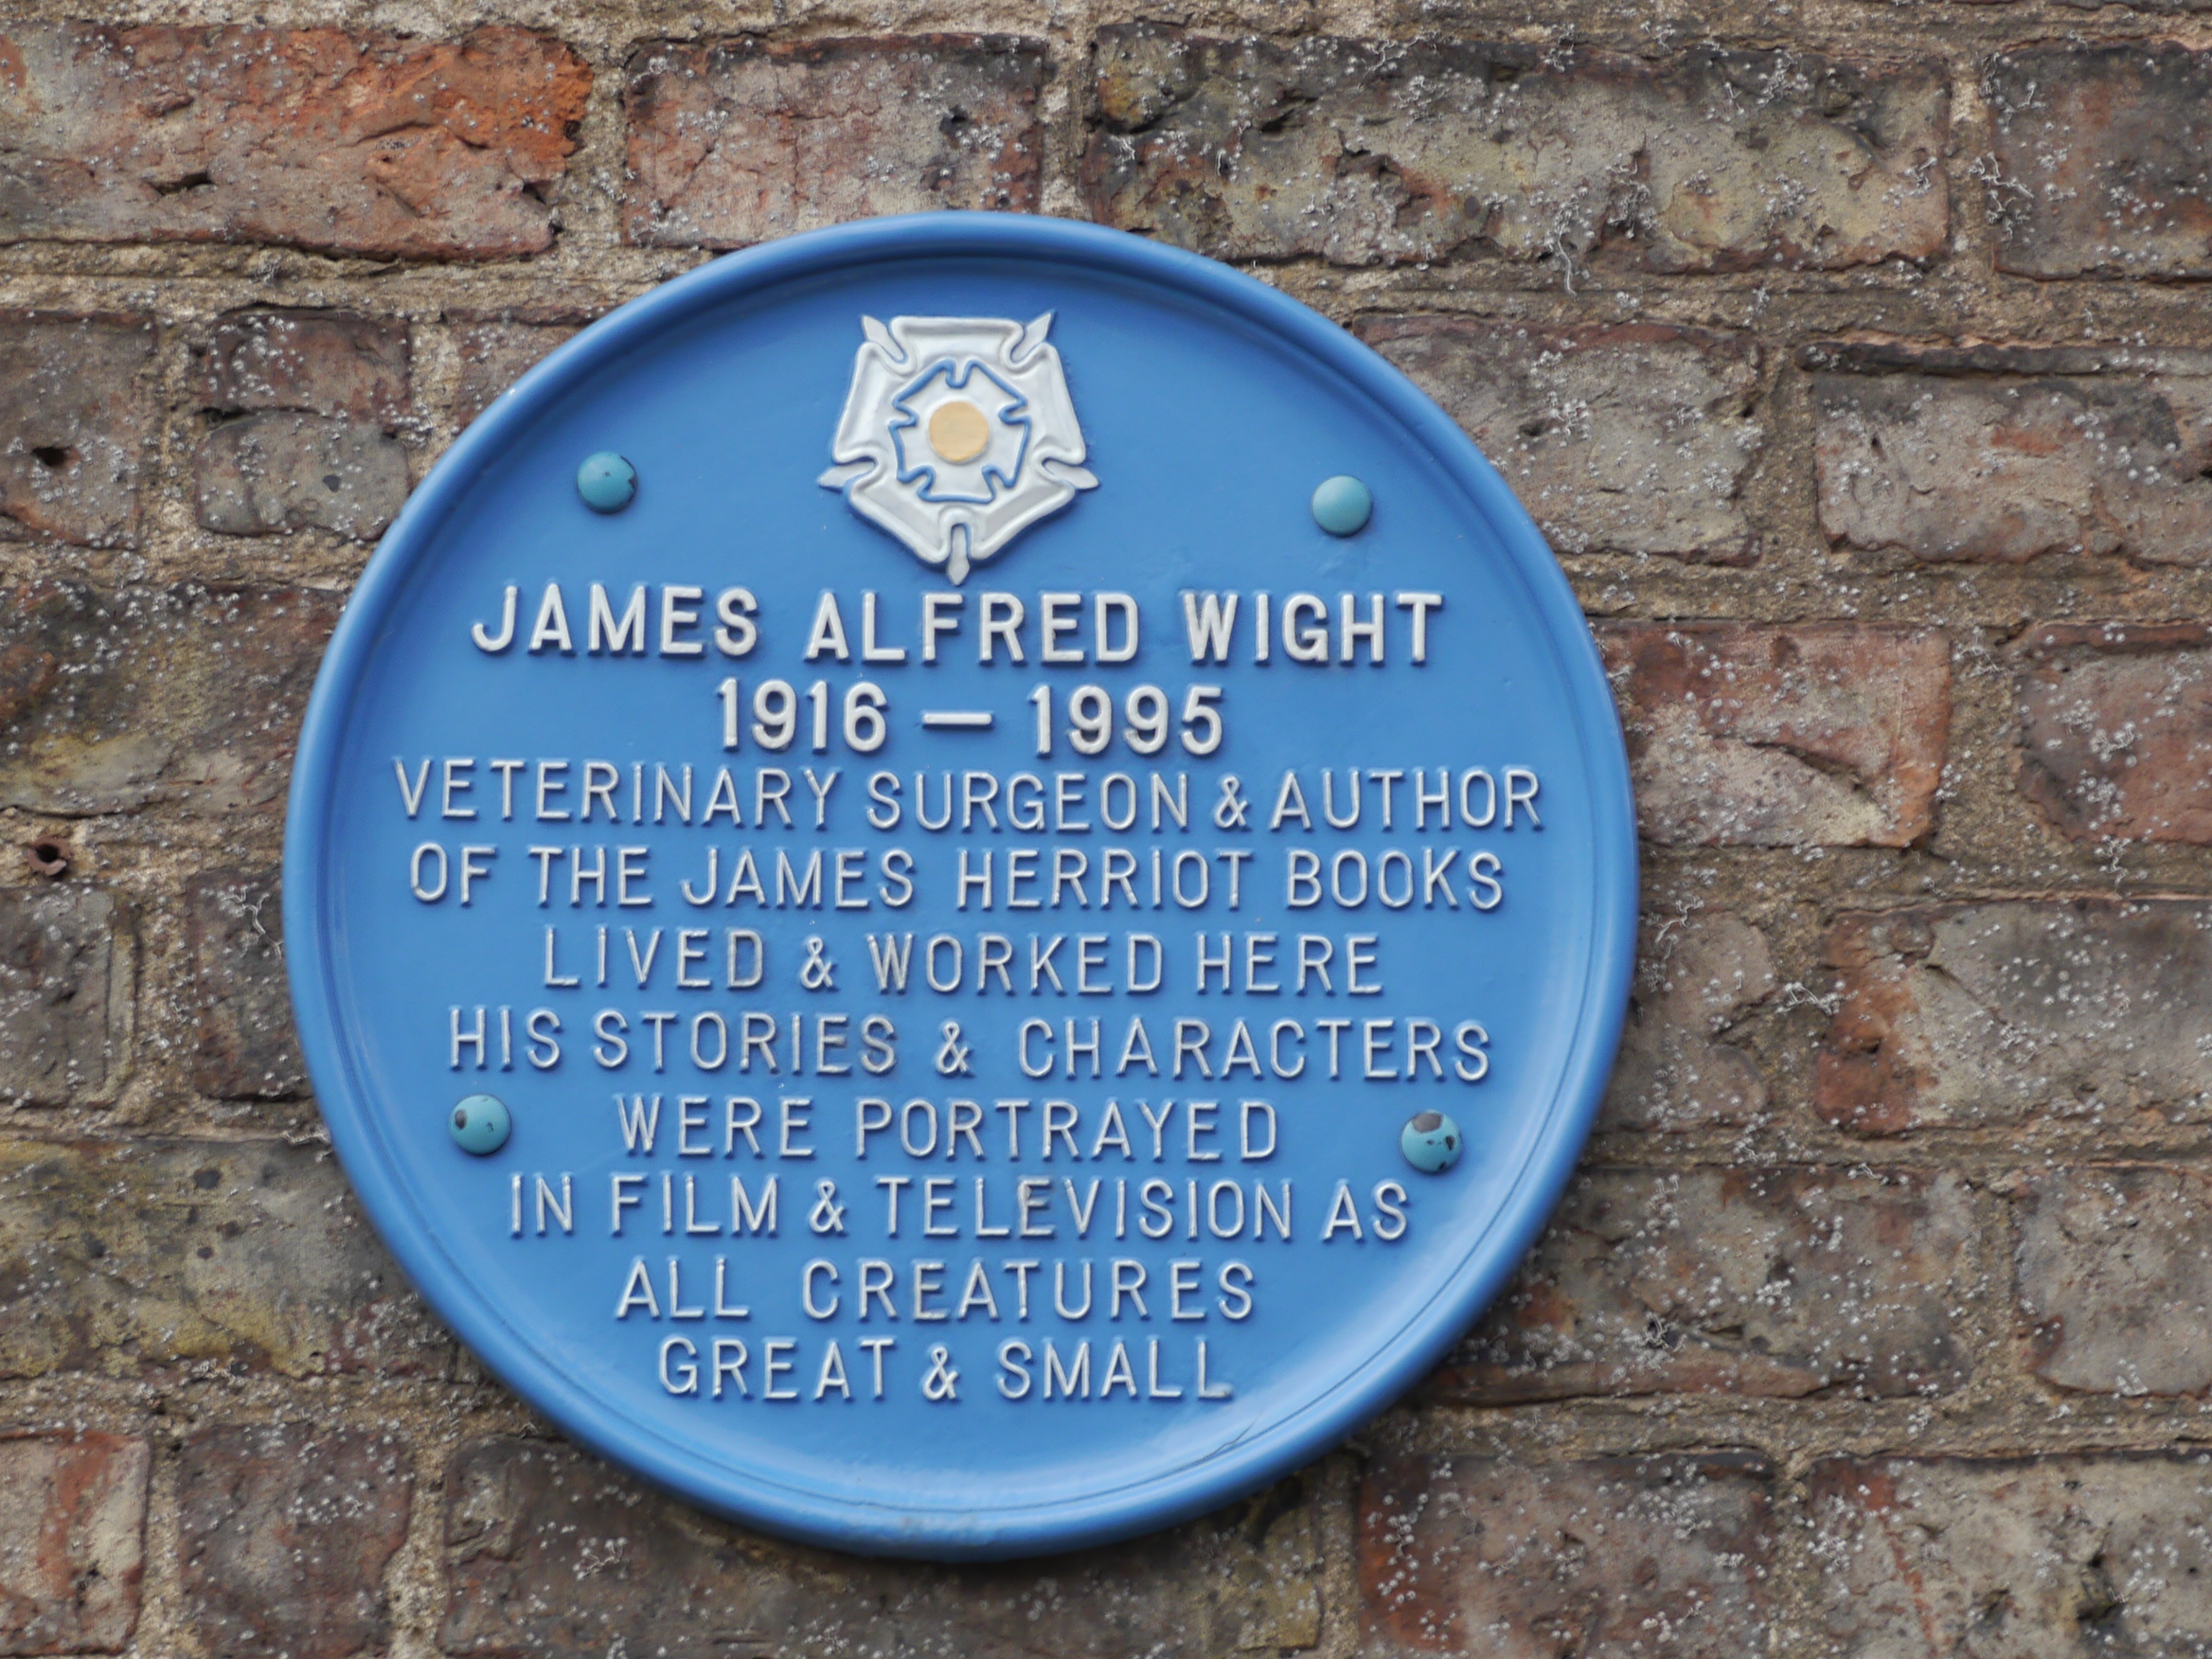 JAMES ALFRED WIGHT
1916 — 1995
VETERINARY SURGEON & AUTHOR
OF THE JAMES HERRIOT BOOKS
LIVED & WORKED HERE
HIS STORIES & CHARACTERS
WERE PORTRAYED
IN FILM & TELEVISION AS
ALL CREATURES
GREAT & SMALL